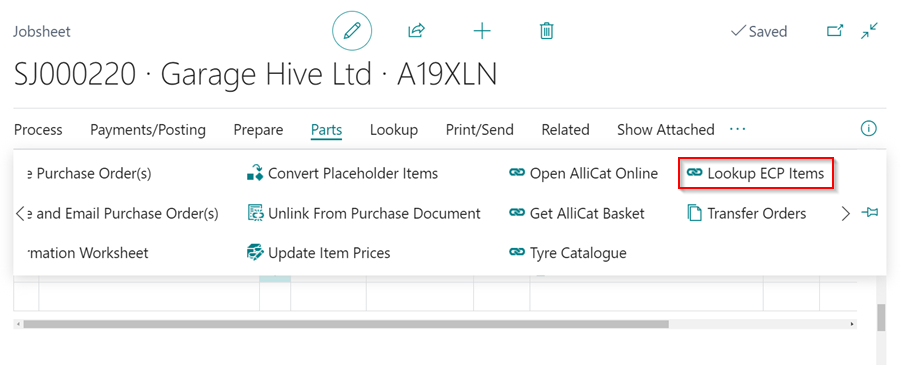 Jobsheet
Saved
SJ000220 · Garage Hive Ltd · A19XLN
Process Payments/Posting Prepare Parts Lookup Print/Send Related Show Attached ...
e Purchase Order(s) Convert Placeholder Items Open AlliCat Online Lookup ECP Items
e and Email Purchase Order(s) Unlink From Purchase Document Get AlliCat Basket Transfer Orders
rmation Worksheet Update Item Prices Tyre Catalogue